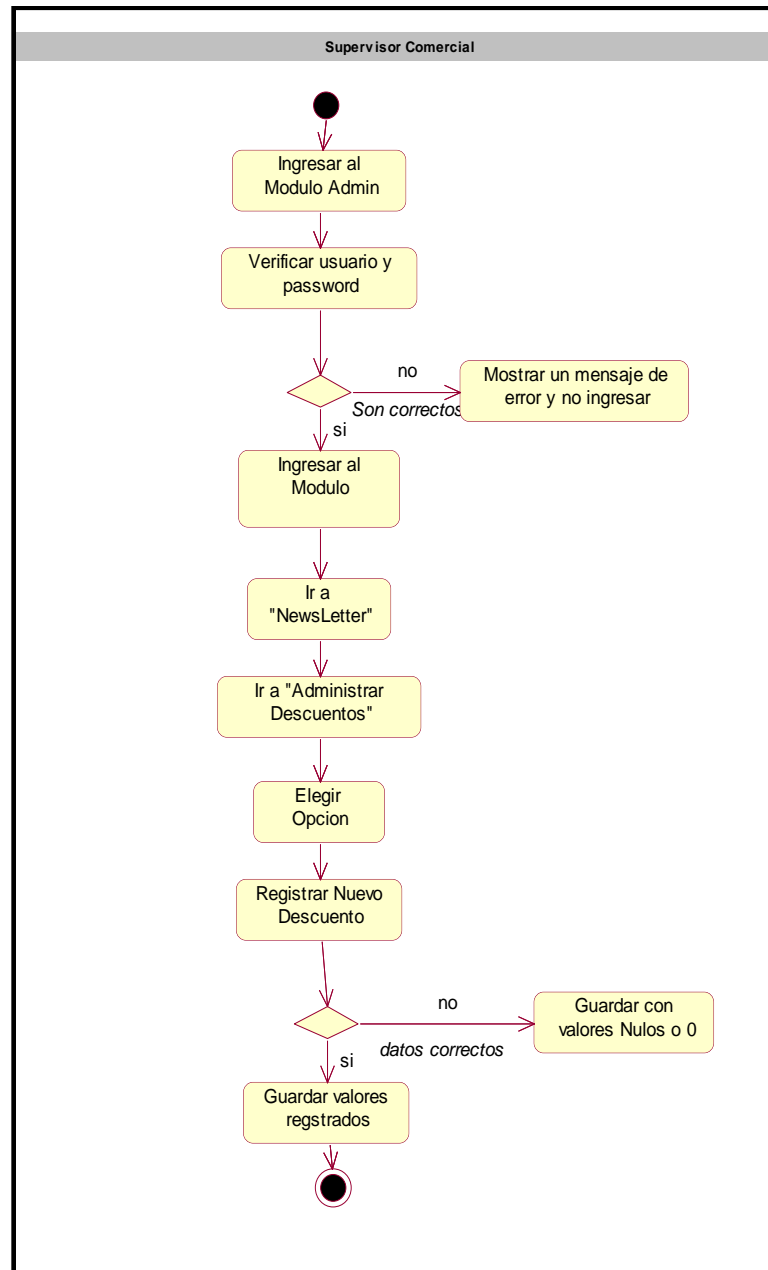 Supervisor Comercial
Ingresar al
Modulo Admin
Verificar usuario y
password
no
Son correctos
Mostrar un mensaje de
error y no ingresar
si
Ingresar al
Modulo
Ir a
"NewsLetter"
Ir a "Administrar
Descuentos"
Elegir
Opcion
Registrar Nuevo
Descuento
no
datos correctos
Guardar con
valores Nulos o 0
si
Guardar valores
regstrados